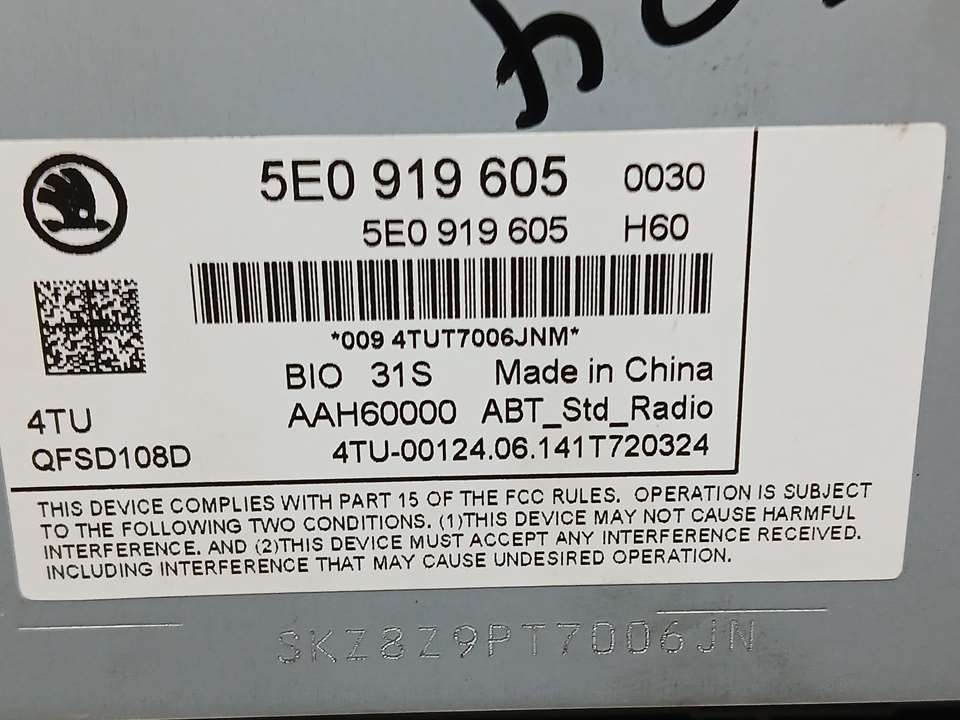 5E0 919 605 0030
5E0 919 605 H60
*009 4TUT7006JNM*
BIO 31S Made in China
4TU AAH60000 ABT_Std_Radio
QFSD108D 4TU-00124.06.141T720324
THIS DEVICE COMPLIES WITH PART 15 OF THE FCC RULES. OPERATION IS SUBJECT
TO THE FOLLOWING TWO CONDITIONS. (1)THIS DEVICE MAY NOT CAUSE HARMFUL
INTERFERENCE. AND (2)THIS DEVICE MUST ACCEPT ANY INTERFERENCE RECEIVED.
INCLUDING INTERFERENCE THAT MAY CAUSE UNDESIRED OPERATION.
SKZ8Z9PT7006JN